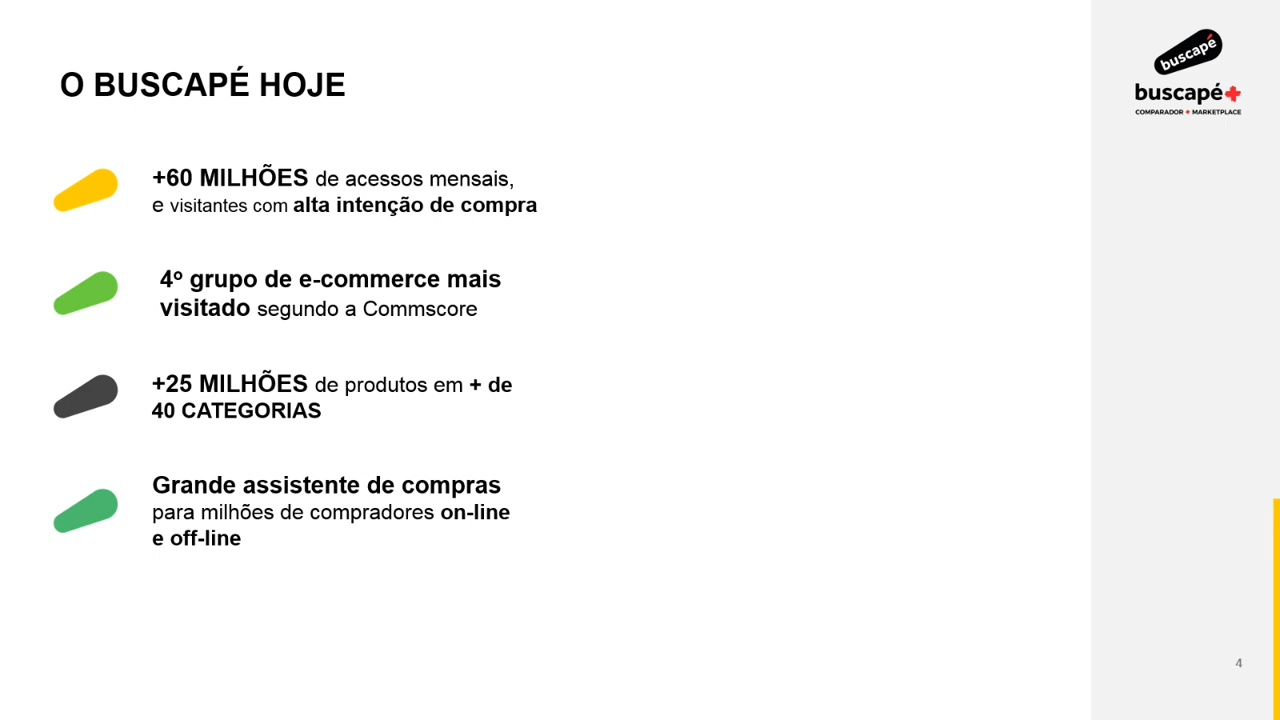 O BUSCAPÉ HOJE
buscapé
buscapé+
COMPARADOR + MARKETPLACE
+60 MILHÕES de acessos mensais,
e visitantes com alta intenção de compra
4º grupo de e-commerce mais
visitado segundo a Commscore
+25 MILHÕES de produtos em + de
40 CATEGORIAS
Grande assistente de compras
para milhões de compradores on-line
e off-line
4